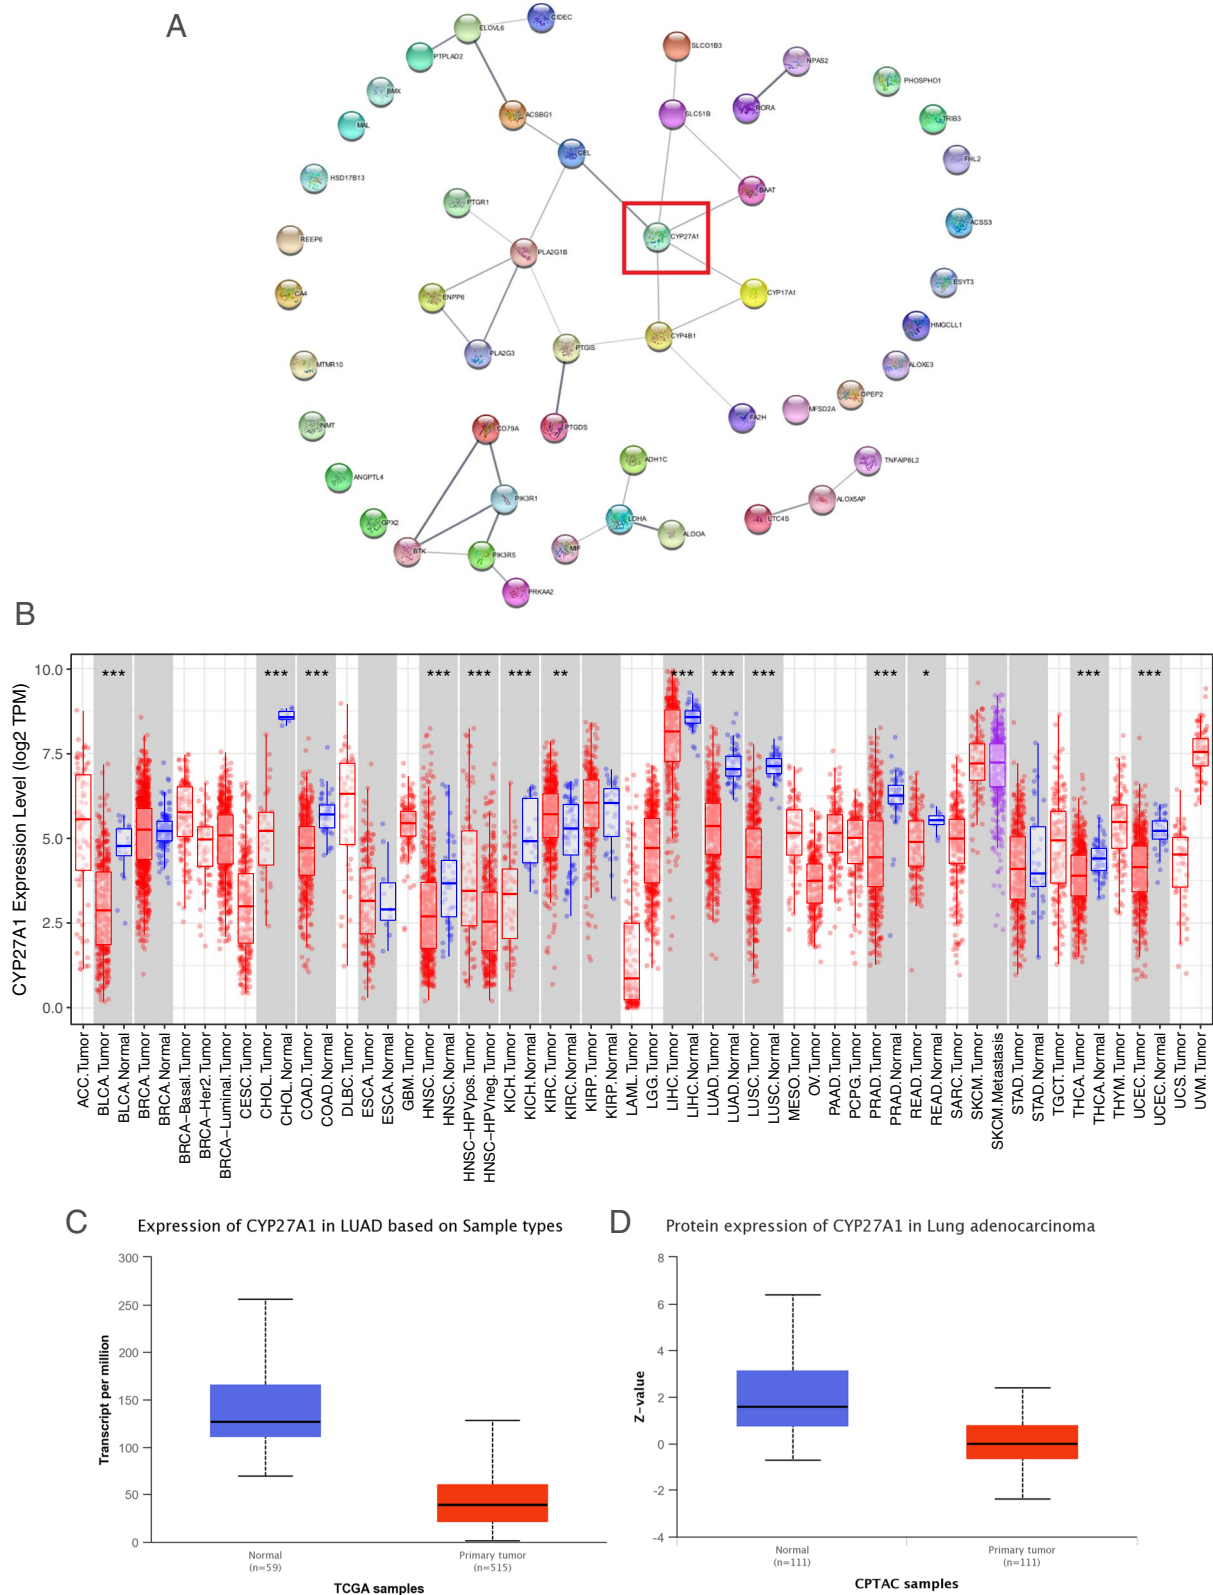 A
ELOVL6
CIDEC
PTPLAD2
SLCO1B3
NPAS2
PHOSPHO1
BMX
RORA
ACSBG1
SLC51B
TRIB3
MAL
CEL
FHL2
HSD17B13
BAAT
PTGR1
ACSS3
REEP6
CYP27A1
PLA2G1B
ESYT3
CA4
ENPP6
CYP17A1
HMGCLL1
PLA2G3
PTGIS
CYP4B1
MTMR10
ALOXE3
DPEP2
MFSD2A
FA2H
INMT
CD79A
PTGDS
ADH1C
TNFAIP8L2
ANGPTL4
PIK3R1
ALOX5AP
GPX2
LDHA
LTC4S
ALDOA
BTK
PIK3R5
MIF
PRKAA2
B
CYP27A1 Expression Level (log2 TPM)
10.0
7.5
5.0
2.5
0.0
*** *** *** *** *** *** ** *** *** *** *** * *** ***
ACC.Tumor
BLCA.Tumor
BLCA.Normal
BRCA.Tumor
BRCA.Normal
BRCA-Basal.Tumor
BRCA-Her2.Tumor
BRCA-Luminal.Tumor
CESC.Tumor
CHOL.Tumor
CHOL.Normal
COAD.Tumor
COAD.Normal
DLBC.Tumor
ESCA.Tumor
ESCA.Normal
GBM.Tumor
HNSC.Tumor
HNSC.Normal
HNSC-HPVpos.Tumor
HNSC-HPVneg.Tumor
KICH.Tumor
KICH.Normal
KIRC.Tumor
KIRC.Normal
KIRP.Tumor
KIRP.Normal
LAML.Tumor
LGG.Tumor
LIHC.Tumor
LIHC.Normal
LUAD.Tumor
LUAD.Normal
LUSC.Tumor
LUSC.Normal
MESO.Tumor
OV.Tumor
PAAD.Tumor
PCPG.Tumor
PRAD.Tumor
PRAD.Normal
READ.Tumor
READ.Normal
SARC.Tumor
SKCM.Tumor
SKCM.Metastasis
STAD.Tumor
STAD.Normal
TGCT.Tumor
THCA.Tumor
THCA.Normal
THYM.Tumor
UCEC.Tumor
UCEC.Normal
UCS.Tumor
UVM.Tumor
C
Expression of CYP27A1 in LUAD based on Sample types
Transcript per million
300
250
200
150
100
50
0
Normal
(n=59)
Primary tumor
(n=515)
TCGA samples
D
Protein expression of CYP27A1 in Lung adenocarcinoma
Z-value
8
6
4
2
0
-2
-4
Normal
(n=111)
Primary tumor
(n=111)
CPTAC samples